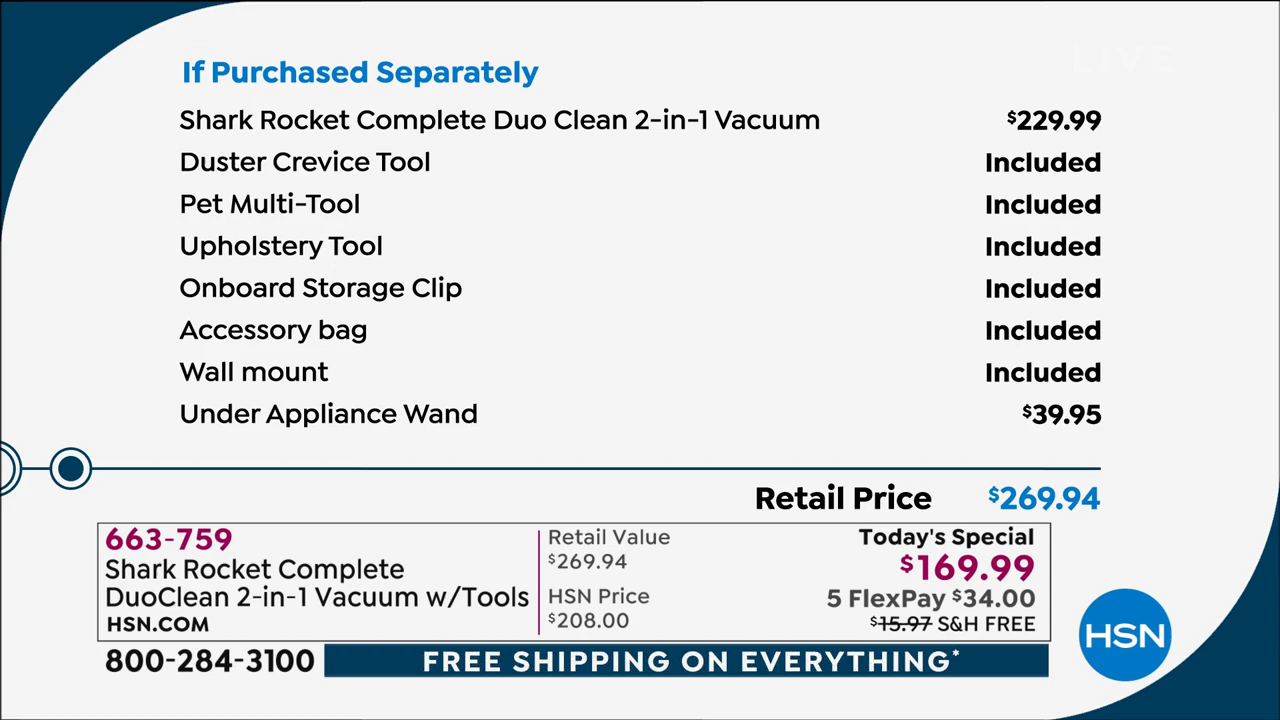 LIVE
If Purchased Separately
Shark Rocket Complete Duo Clean 2-in-1 Vacuum $229.99
Duster Crevice Tool Included
Pet Multi-Tool Included
Upholstery Tool Included
Onboard Storage Clip Included
Accessory bag Included
Wall mount Included
Under Appliance Wand $39.95
Retail Price $269.94
663-759
Shark Rocket Complete
DuoClean 2-in-1 Vacuum w/Tools
HSN.COM
Retail Value
$269.94
HSN Price
$208.00
Today's Special
$169.99
5 FlexPay $34.00
$15.97 S&H FREE
HSN
800-284-3100 FREE SHIPPING ON EVERYTHING*